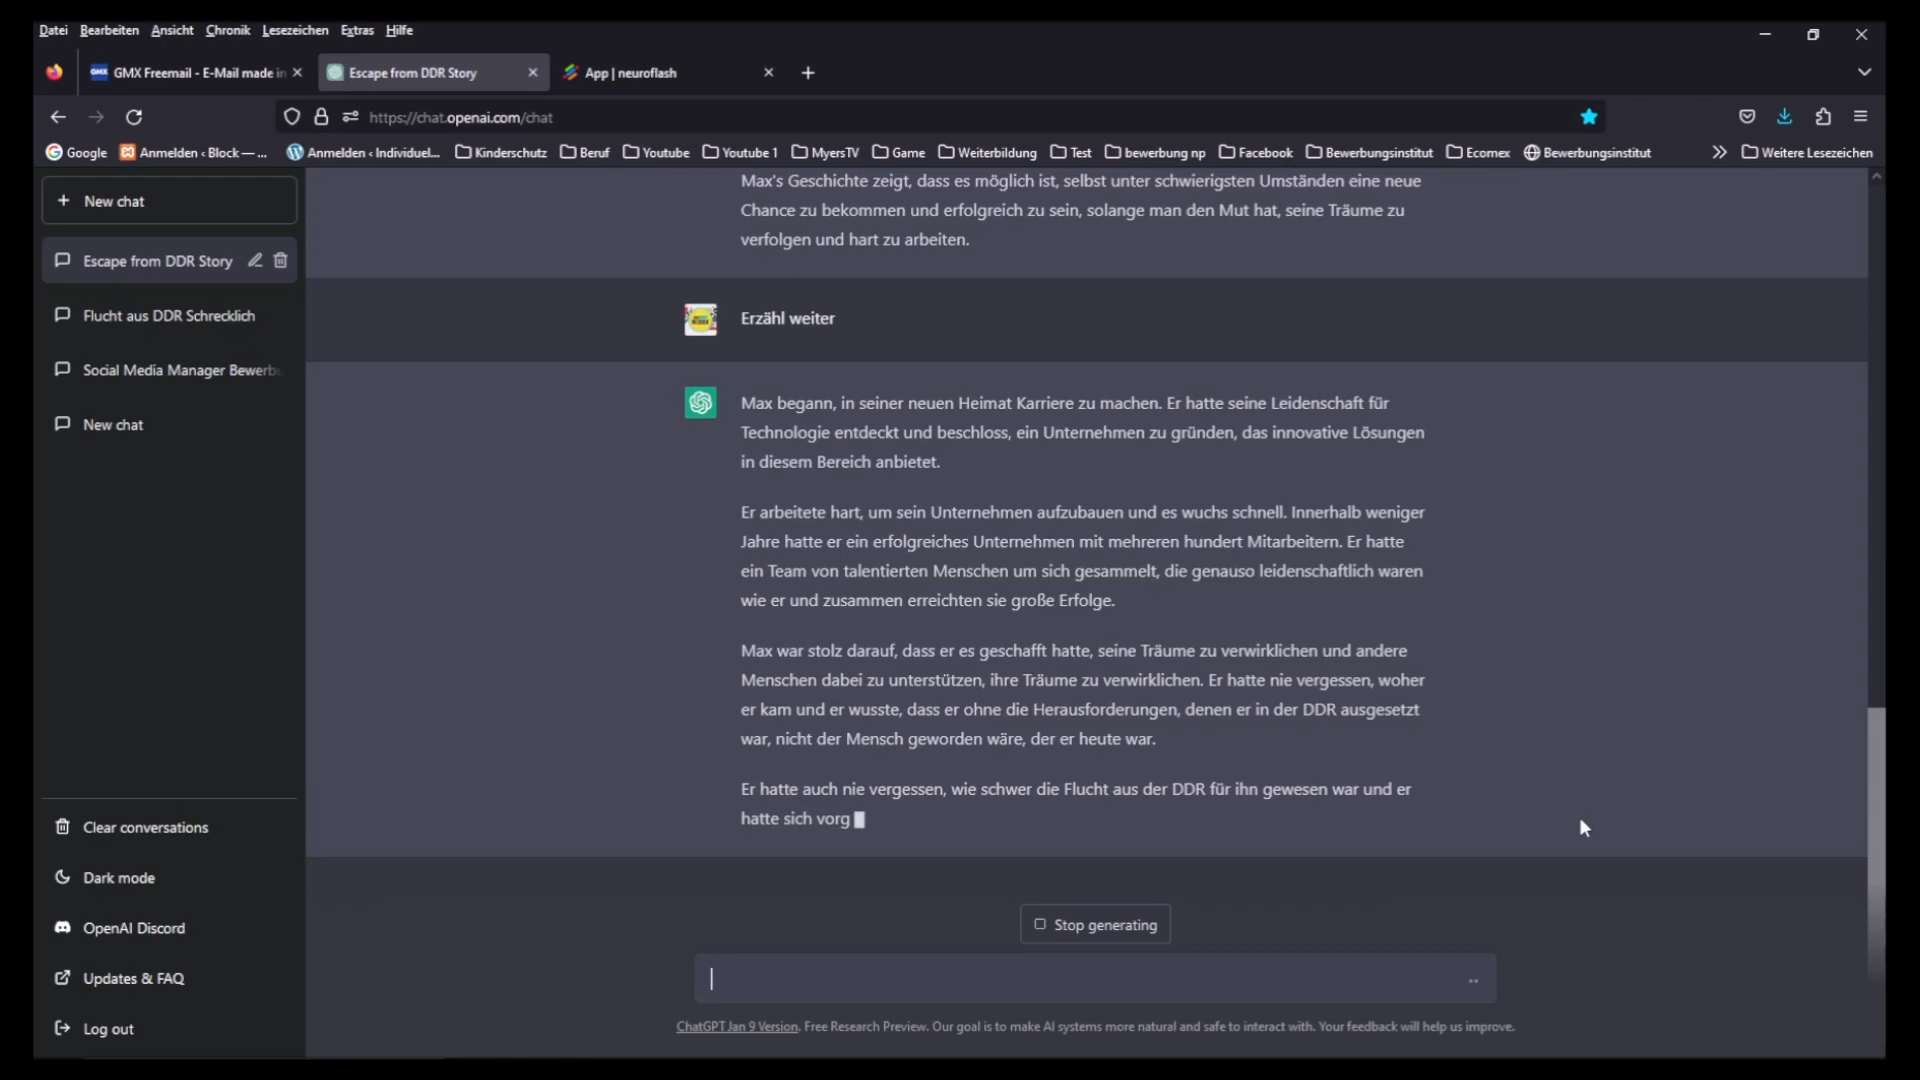 Datei Bearbeiten Ansicht Chronik Lesezeichen Extras Hilfe
GMX Freemail - E-Mail made in
Escape from DDR Story
App | neuroflash
https://chat.openai.com/chat
Google
Anmeldenn ‹ Block — ...
Anmelden ‹ Individuel...
Kinderschutz
Beruf
Youtube
Youtube 1
MyersTV
Game
Weiterbildung
Test
bewerbung np
Facebook
Bewerbungsinstitut
Ecomex
Bewerbungsinstitut
Weitere Lesezeichen
New chat
Escape from DDR Story
Flucht aus DDR Schrecklich
Social Media Manager Bewerbu
New chat
Clear conversations
Dark mode
OpenAI Discord
Updates & FAQ
Log out
Max's Geschichte zeigt, dass es möglich ist, selbst unter schwierigsten Umständen eine neue
Chance zu bekommen und erfolgreich zu sein, solange man den Mut hat, seine Träume zu
verfolgen und hart zu arbeiten.
Erzähl weiter
Max begann, in seiner neuen Heimat Karriere zu machen. Er hatte seine Leidenschaft für
Technologie entdeckt und beschloss, ein Unternehmen zu gründen, das innovative Lösungen
in diesem Bereich anbietet.
Er arbeitete hart, um sein Unternehmen aufzubauen und es wuchs schnell. Innerhalb weniger
Jahre hatte er ein erfolgreiches Unternehmen mit mehreren hundert Mitarbeitern. Er hatte
ein Team von talentierten Menschen um sich gesammelt, die genauso leidenschaftlich waren
wie er und zusammen erreichten sie große Erfolge.
Max war stolz darauf, dass er es geschafft hatte, seine Träume zu verwirklichen und andere
Menschen dabei zu unterstützen, ihre Träume zu verwirklichen. Er hatte nie vergessen, woher
er kam und er wusste, dass er ohne die Herausforderungen, denen er in der DDR ausgesetzt
war, nicht der Mensch geworden wäre, der er heute war.
Er hatte auch nie vergessen, wie schwer die Flucht aus der DDR für ihn gewesen war und er
hatte sich vorg
Stop generating
ChatGPT Jan 9 Version. Free Research Preview. Our goal is to make AI systems more natural and safe to interact with. Your feedback will help us improve.